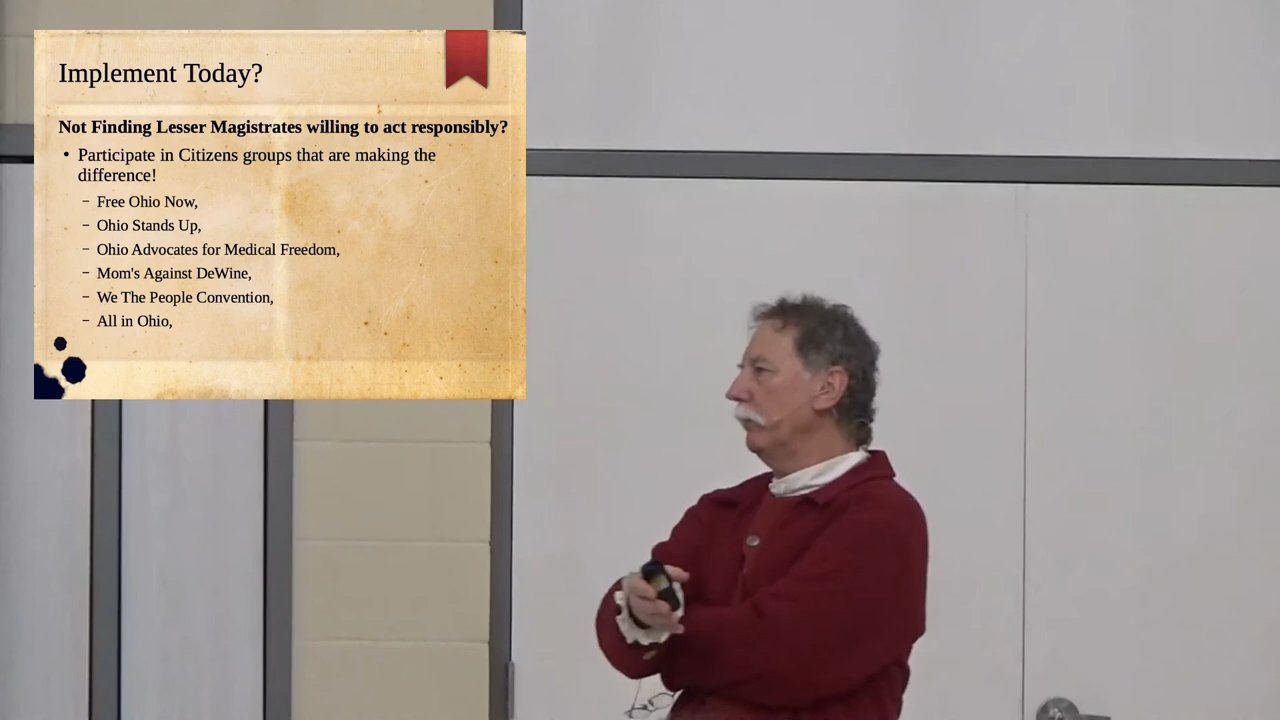 Implement Today?
Not Finding Lesser Magistrates willing to act responsibly?
• Participate in Citizens groups that are making the
difference!
– Free Ohio Now,
– Ohio Stands Up,
– Ohio Advocates for Medical Freedom,
– Mom's Against DeWine,
– We The People Convention,
– All in Ohio,